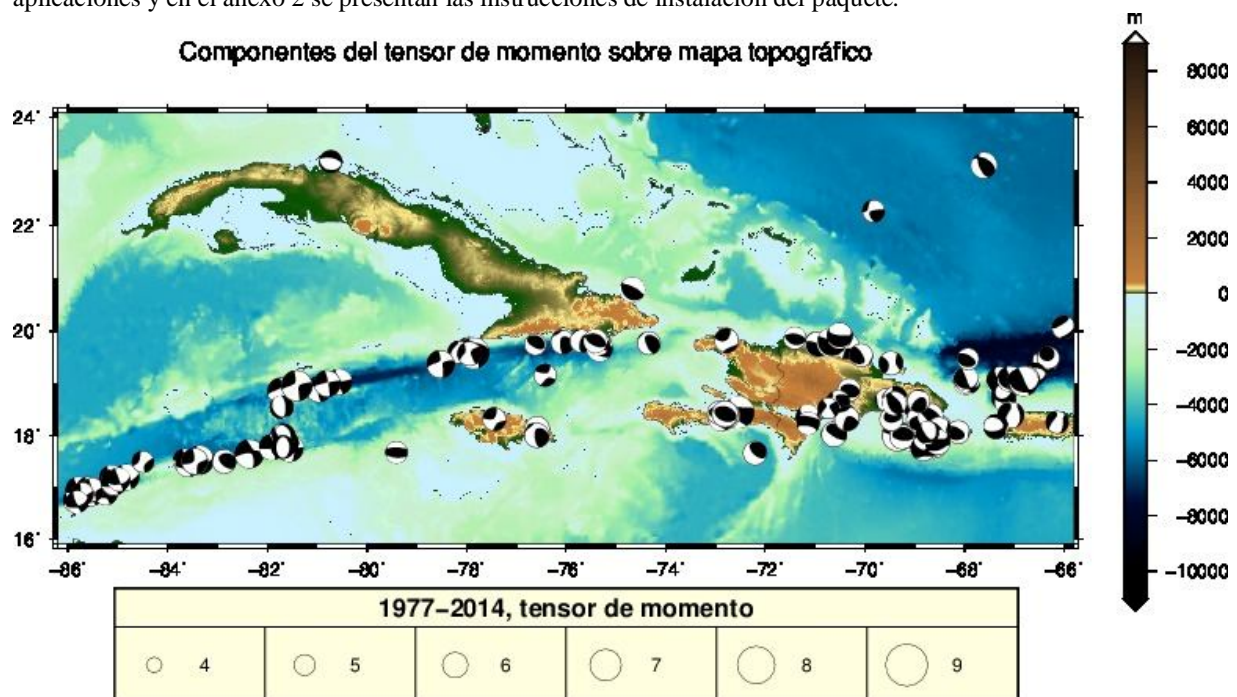 aplicaciones y en el anexo 2 se presentan las instrucciones de instalación del paquete.
m
Componentes del tensor de momento sobre mapa topográfico
24°
22°
20°
18°
16°
-86° -84° -82° -80° -78° -76° -74° -72° -70° -68° -66°
8000
6000
4000
2000
0
-2000
-4000
-6000
-8000
-10000
1977-2014, tensor de momento
4 5 6 7 8 9